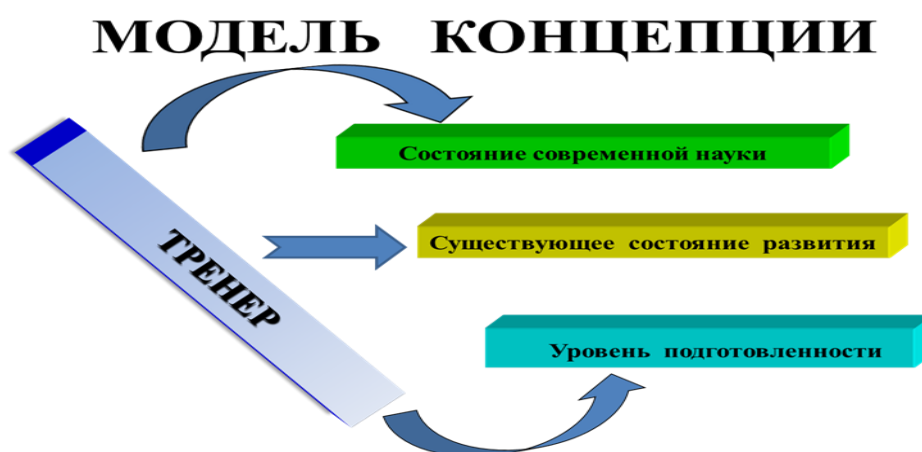 МОДЕЛЬ КОНЦЕПЦИИ
Состояние современной науки
ТРЕНЕР
Существующее состояние развития
Уровень подготовленности